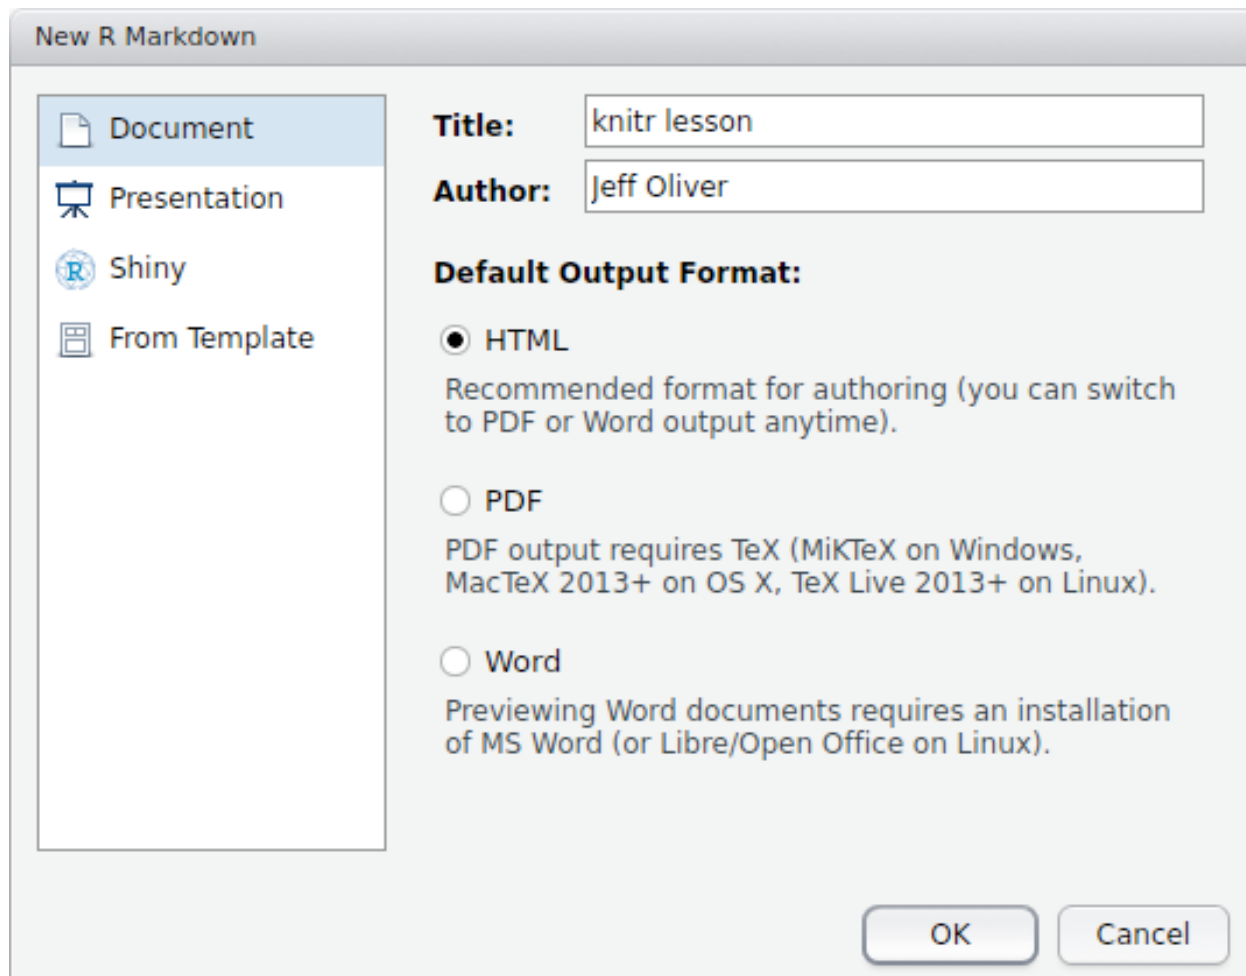 New R Markdown
Document
Presentation
Shiny
From Template
Title: knitr lesson
Author: Jeff Oliver
Default Output Format:
HTML
Recommended format for authoring (you can switch
to PDF or Word output anytime).
PDF
PDF output requires TeX (MiKTeX on Windows,
MacTeX 2013+ on OS X, TeX Live 2013+ on Linux).
Word
Previewing Word documents requires an installation
of MS Word (or Libre/Open Office on Linux).
OK Cancel